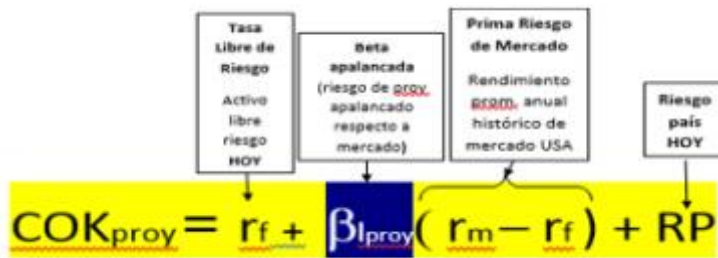 Tasa
Libre de
Riesgo
Activo
libre
riesgo
HOY
Beta
apalancada
(riesgo de proy
apalancado
respecto a
mercado)
Prima Riesgo
de Mercado
Rendimiento
prom. anual
histórico de
mercado USA
Riesgo
país
HOY
COKproy = rf + βlproy( rm – rf ) + RP